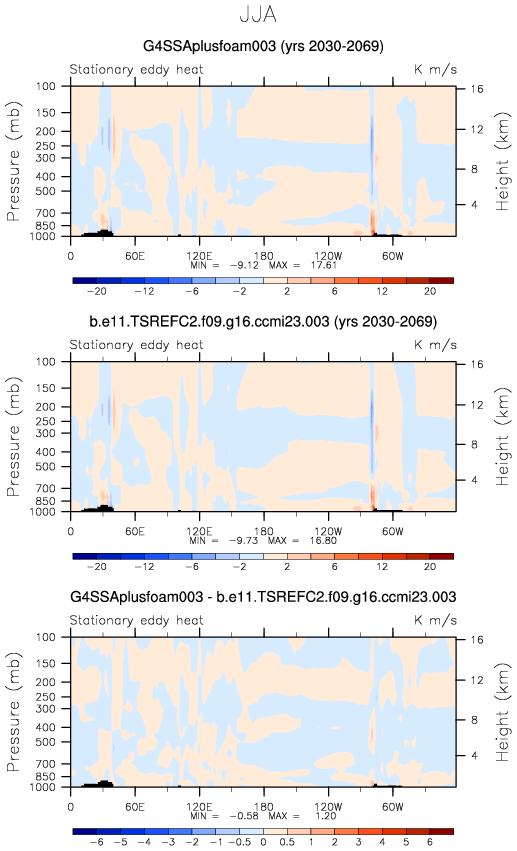 JJA
G4SSAplusfoam003 (yrs 2030-2069)
Stationary eddy heat K m/s
Pressure (mb)
100
150
200
250
300
400
500
700
850
1000
Height (km)
16
12
8
4
0 60E 120E 180 120W 60W
MIN = -9.12 MAX = 17.61
-20 -12 -6 -2 2 6 12 20
b.e11.TSREFC2.f09.g16.ccmi23.003 (yrs 2030-2069)
Stationary eddy heat K m/s
Pressure (mb)
100
150
200
250
300
400
500
700
850
1000
Height (km)
16
12
8
4
0 60E 120E 180 120W 60W
MIN = -9.73 MAX = 16.80
-20 -12 -6 -2 2 6 12 20
G4SSAplusfoam003 - b.e11.TSREFC2.f09.g16.ccmi23.003
Stationary eddy heat K m/s
Pressure (mb)
100
150
200
250
300
400
500
700
850
1000
Height (km)
16
12
8
4
0 60E 120E 180 120W 60W
MIN = -0.58 MAX = 1.20
-6 -5 -4 -3 -2 -1 -0.5 0 0.5 1 2 3 4 5 6